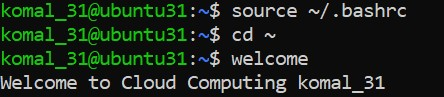 komal_31@ubuntu31:~$ source ~/.bashrc
komal_31@ubuntu31:~$ cd ~
komal_31@ubuntu31:~$ welcome
Welcome to Cloud Computing komal_31